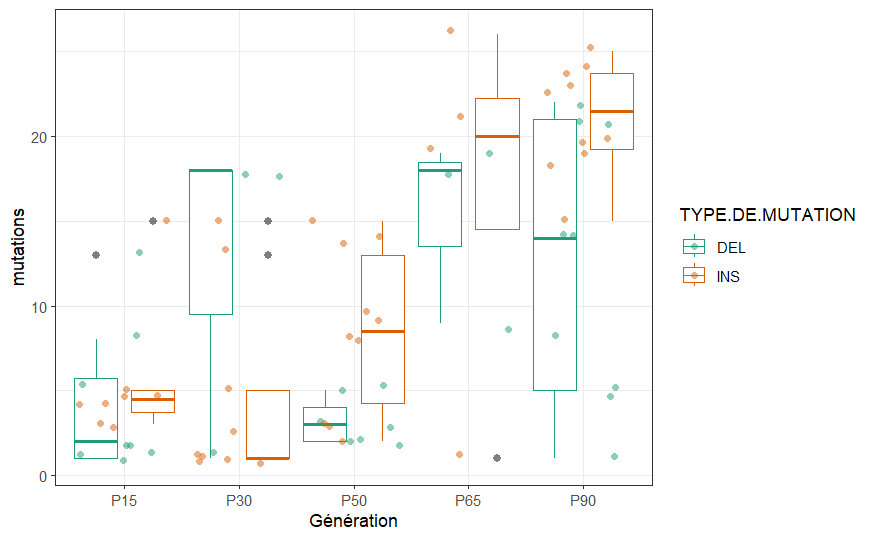 mutations
20
10
0
P15 P30 P50 P65 P90
Génération
TYPE.DE.MUTATION
DEL
INS